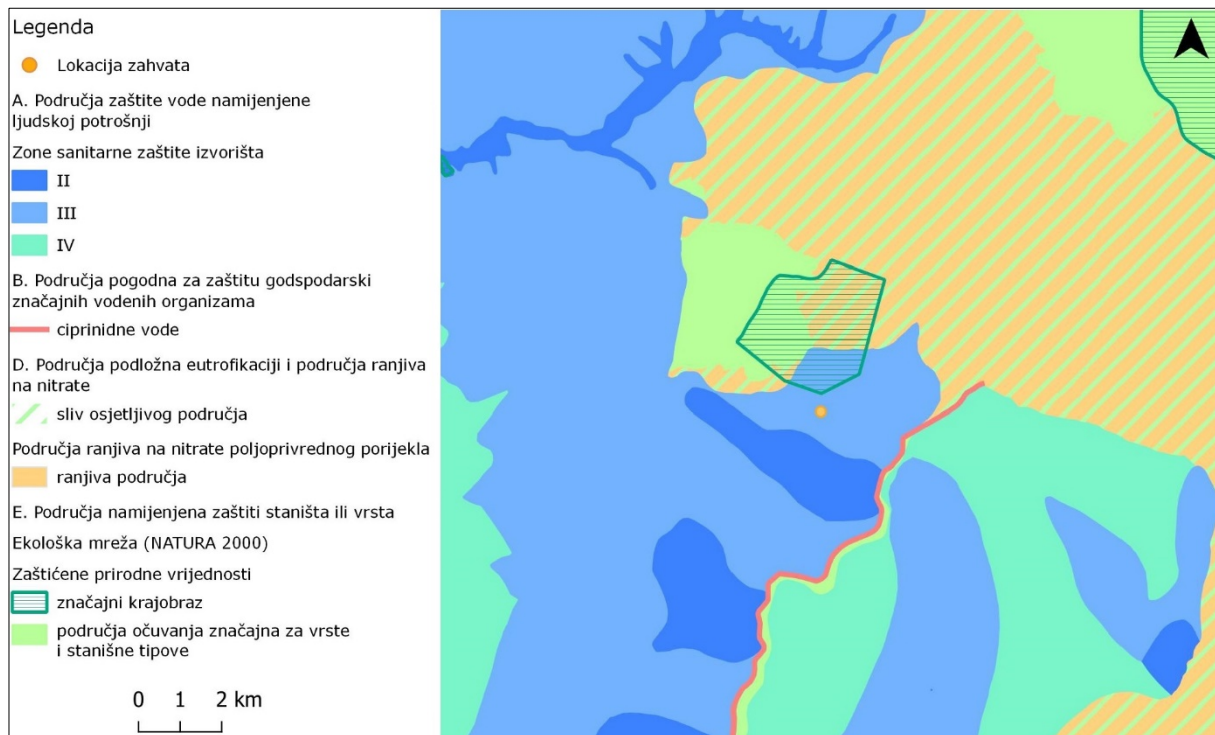 Legenda
Lokacija zahvata
A. Područja zaštite vode namijenjene
ljudskoj potrošnji
Zone sanitarne zaštite izvorišta
II
III
IV
B. Područja pogodna za zaštitu godspodarski
značajnih vodenih organizama
ciprinidne vode
D. Područja podložna eutrofikaciji i područja ranjiva
na nitrate
sliv osjetljivog područja
Područja ranjiva na nitrate poljoprivrednog porijekla
ranjiva područja
E. Područja namijenjena zaštiti staništa ili vrsta
Ekološka mreža (NATURA 2000)
Zaštićene prirodne vrijednosti
značajni krajobraz
područja očuvanja značajna za vrste
i stanišne tipove
0 1 2 km